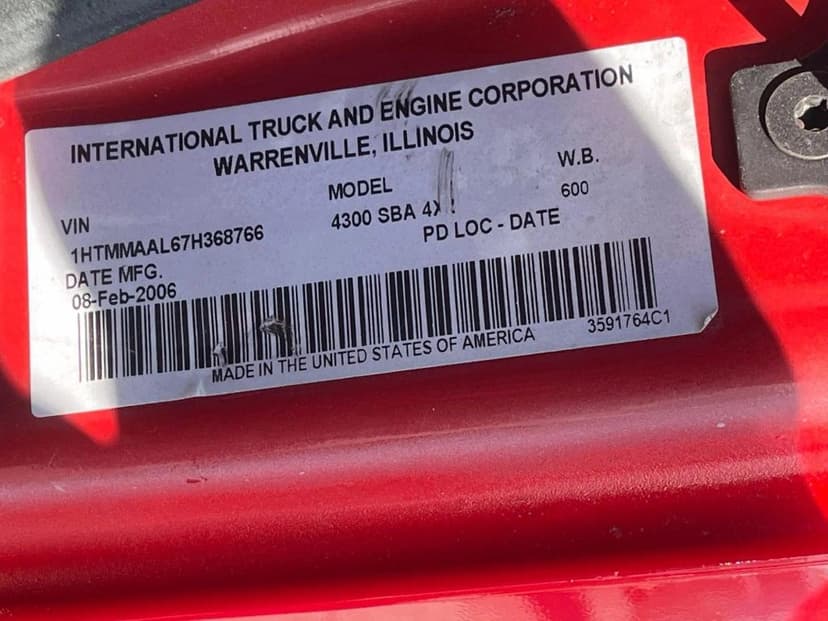 INTERNATIONAL TRUCK AND ENGINE CORPORATION
WARRENVILLE, ILLINOIS
VIN MODEL W.B.
1HTMMAAL67H368766 4300 SBA 600
DATE MFG. PD LOC - DATE
08-Feb-2006
MADE IN THE UNITED STATES OF AMERICA 3591764C1